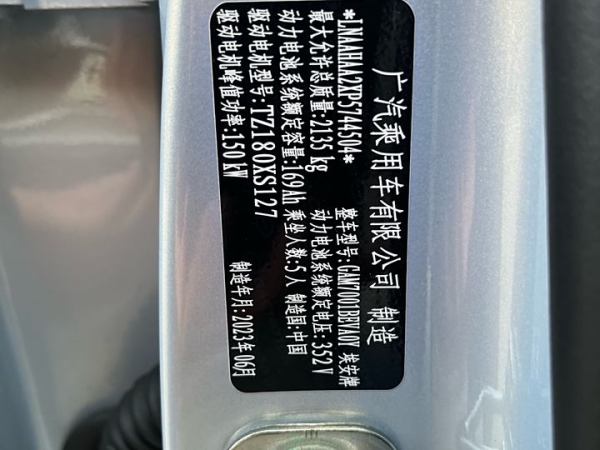 广汽乘用车有限公司 制造
*LNAAHAA2XP5744504* 整车型号:GAM7001BEVA0Y 埃安牌
最大允许总质量:2135 kg 动力电池系统额定电压:352V
动力电池系统额定容量:169Ah 乘坐人数:5人 制造国:中国
驱动电机型号:TZ180XS127
驱动电机峰值功率:150 kW 制造年月:2023年06月